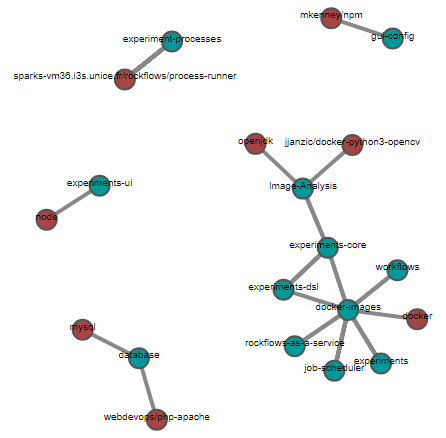 mkenney/npm
gui-config
experiment-processes
sparks-vm36.i3s.unice.fr/rockflows/process-runner
openjdk
jjanzic/docker-python3-opencv
Image-Analysis
experiments-ui
node
experiments-core
workflows
experiments-dsl
docker-images
docker
mysql
rockflows-as-a-service
database
job-scheduler
experiments
webdevops/php-apache